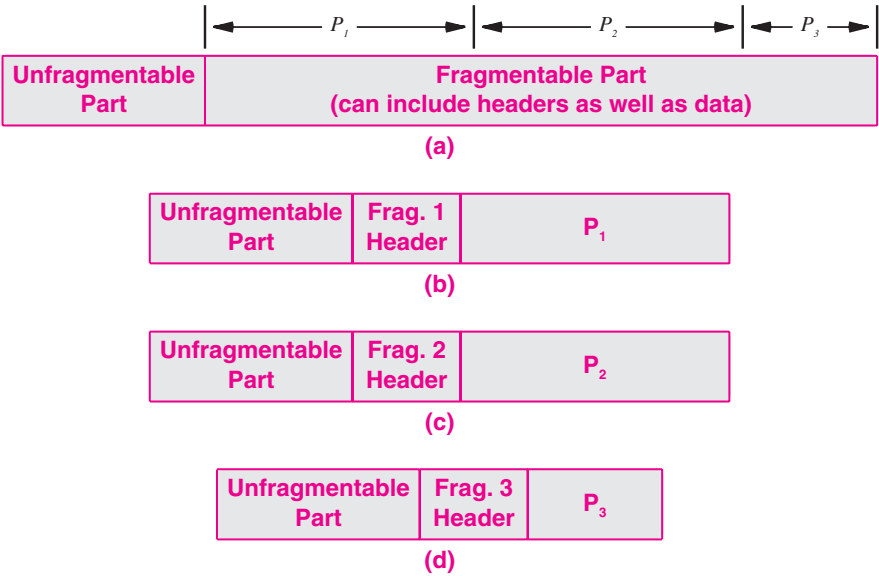 P₁ P₂ P₃
Unfragmentable Part
Fragmentable Part
(can include headers as well as data)
(a)
Unfragmentable Part
Frag. 1 Header
P₁
(b)
Unfragmentable Part
Frag. 2 Header
P₂
(c)
Unfragmentable Part
Frag. 3 Header
P₃
(d)